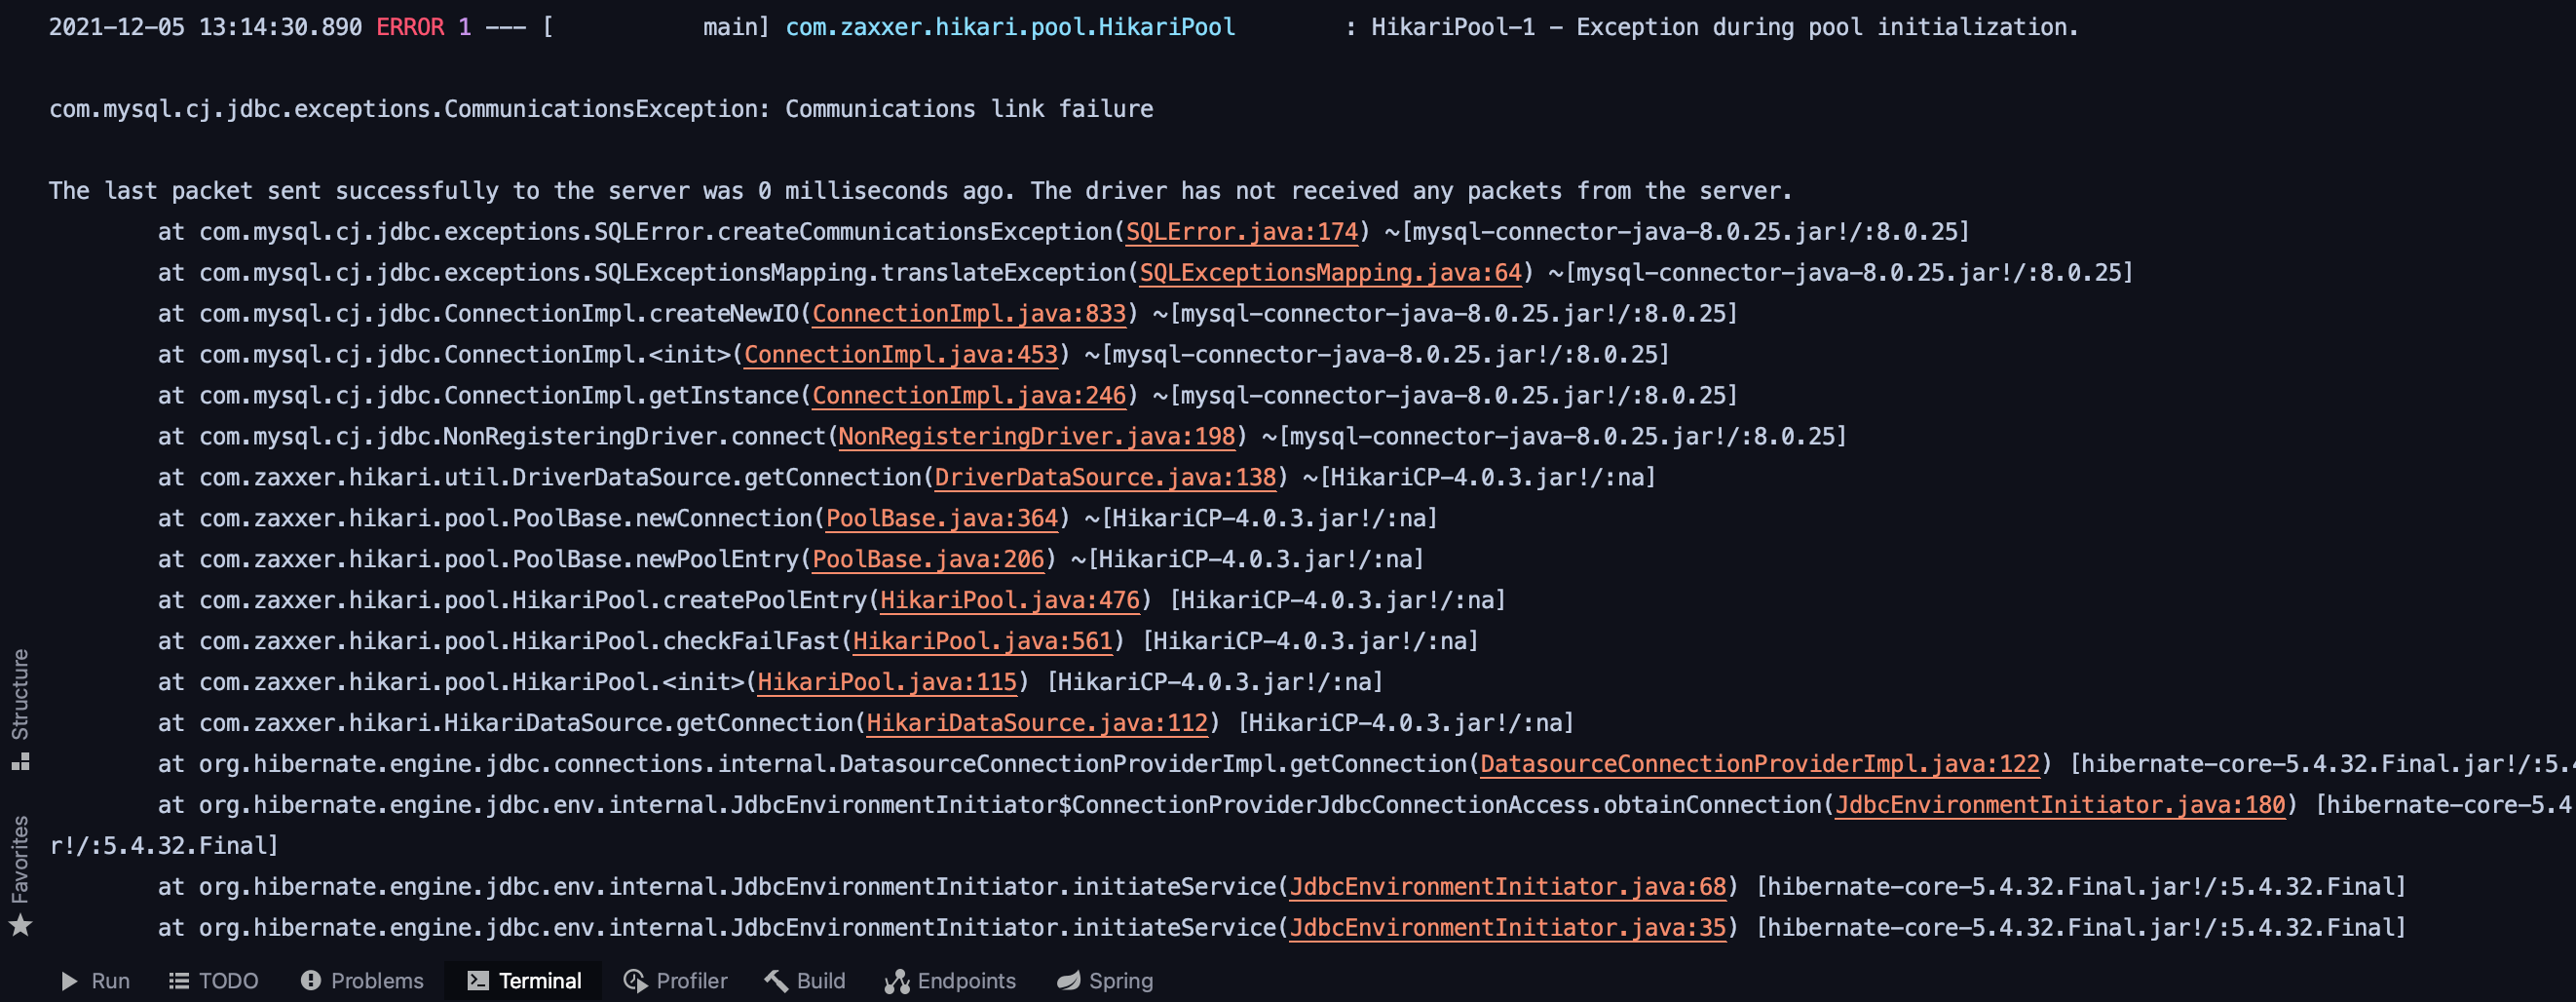 2021-12-05 13:14:30.890 ERROR 1 --- [           main] com.zaxxer.hikari.pool.HikariPool        : HikariPool-1 - Exception during pool initialization.
com.mysql.cj.jdbc.exceptions.CommunicationsException: Communications link failure
The last packet sent successfully to the server was 0 milliseconds ago. The driver has not received any packets from the server.
at com.mysql.cj.jdbc.exceptions.SQLError.createCommunicationsException(SQLError.java:174) ~[mysql-connector-java-8.0.25.jar!/:8.0.25]
at com.mysql.cj.jdbc.exceptions.SQLExceptionsMapping.translateException(SQLExceptionsMapping.java:64) ~[mysql-connector-java-8.0.25.jar!/:8.0.25]
at com.mysql.cj.jdbc.ConnectionImpl.createNewIO(ConnectionImpl.java:833) ~[mysql-connector-java-8.0.25.jar!/:8.0.25]
at com.mysql.cj.jdbc.ConnectionImpl.<init>(ConnectionImpl.java:453) ~[mysql-connector-java-8.0.25.jar!/:8.0.25]
at com.mysql.cj.jdbc.ConnectionImpl.getInstance(ConnectionImpl.java:246) ~[mysql-connector-java-8.0.25.jar!/:8.0.25]
at com.mysql.cj.jdbc.NonRegisteringDriver.connect(NonRegisteringDriver.java:198) ~[mysql-connector-java-8.0.25.jar!/:8.0.25]
at com.zaxxer.hikari.util.DriverDataSource.getConnection(DriverDataSource.java:138) ~[HikariCP-4.0.3.jar!/:na]
at com.zaxxer.hikari.pool.PoolBase.newConnection(PoolBase.java:364) ~[HikariCP-4.0.3.jar!/:na]
at com.zaxxer.hikari.pool.PoolBase.newPoolEntry(PoolBase.java:206) ~[HikariCP-4.0.3.jar!/:na]
at com.zaxxer.hikari.pool.HikariPool.createPoolEntry(HikariPool.java:476) [HikariCP-4.0.3.jar!/:na]
at com.zaxxer.hikari.pool.HikariPool.checkFailFast(HikariPool.java:561) [HikariCP-4.0.3.jar!/:na]
at com.zaxxer.hikari.pool.HikariPool.<init>(HikariPool.java:115) [HikariCP-4.0.3.jar!/:na]
at com.zaxxer.hikari.HikariDataSource.getConnection(HikariDataSource.java:112) [HikariCP-4.0.3.jar!/:na]
at org.hibernate.engine.jdbc.connections.internal.DatasourceConnectionProviderImpl.getConnection(DatasourceConnectionProviderImpl.java:122) [hibernate-core-5.4.32.Final.jar!/:5.4
at org.hibernate.engine.jdbc.env.internal.JdbcEnvironmentInitiator$ConnectionProviderJdbcConnectionAccess.obtainConnection(JdbcEnvironmentInitiator.java:180) [hibernate-core-5.4
r!/:5.4.32.Final]
at org.hibernate.engine.jdbc.env.internal.JdbcEnvironmentInitiator.initiateService(JdbcEnvironmentInitiator.java:68) [hibernate-core-5.4.32.Final.jar!/:5.4.32.Final]
at org.hibernate.engine.jdbc.env.internal.JdbcEnvironmentInitiator.initiateService(JdbcEnvironmentInitiator.java:35) [hibernate-core-5.4.32.Final.jar!/:5.4.32.Final]
Structure
Favorites
Run TODO Problems Terminal Profiler Build Endpoints Spring